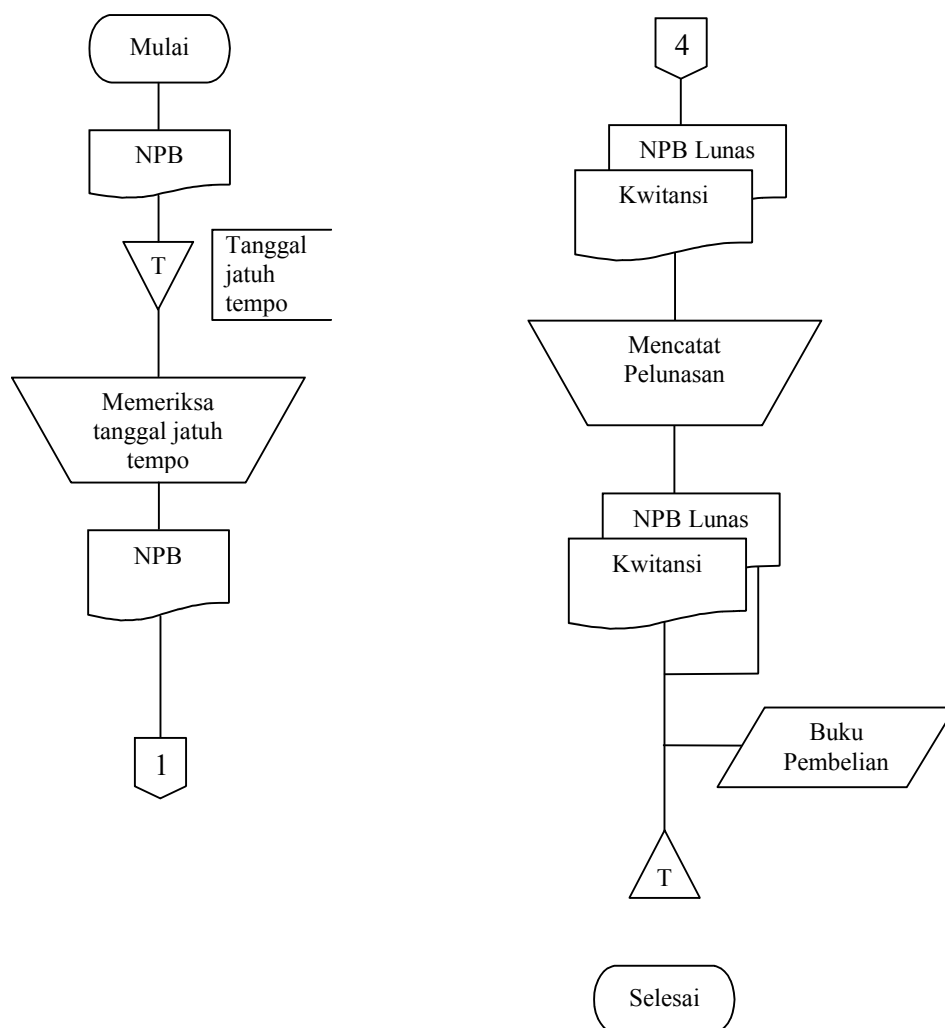 Mulai
NPB
T
Tanggal
jatuh
tempo
Memeriksa
tanggal jatuh
tempo
NPB
1
4
NPB Lunas
Kwitansi
Mencatat
Pelunasan
NPB Lunas
Kwitansi
Buku
Pembelian
T
Selesai